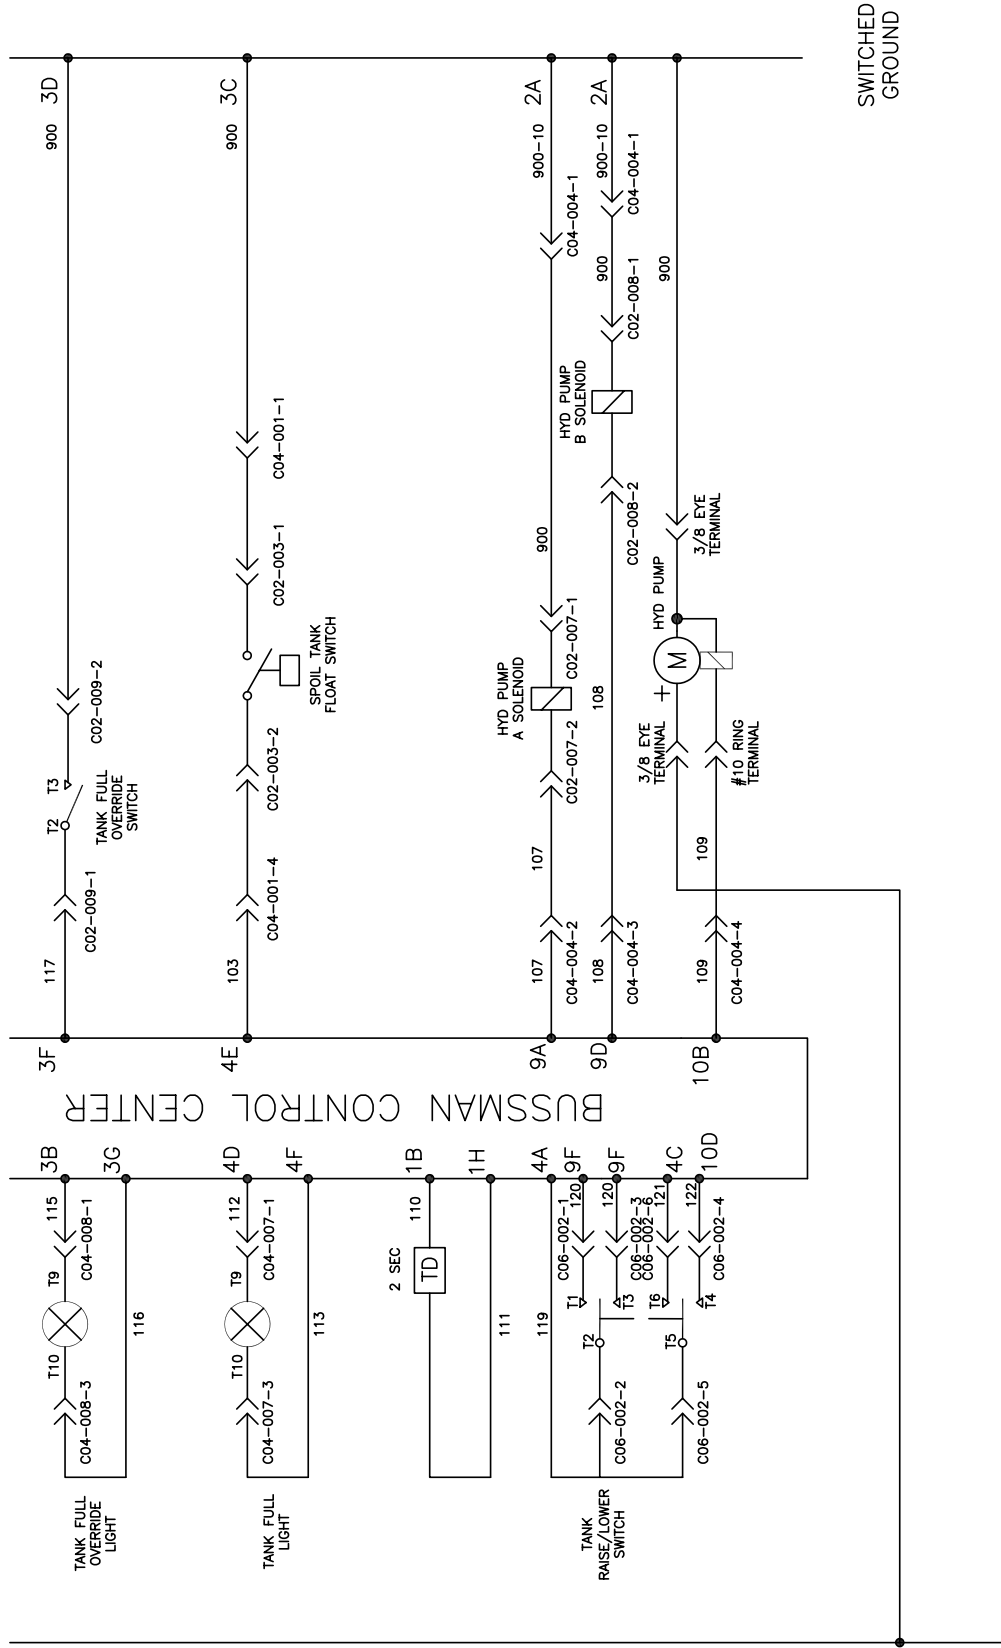 SWITCHED
GROUND
3D
3C
2A
2A
900
900
900-10
900-10
C04-004-1
C04-004-1
900
900
C02-008-1
HYD PUMP
B SOLENOID
C04-001-1
C02-008-2
900
3/8 EYE
TERMINAL
C02-003-1
C02-007-1
HYD PUMP
SPOIL TANK
FLOAT SWITCH
M
+
C02-009-2
HYD PUMP
A SOLENOID
108
T3
T2
TANK FULL
OVERRIDE
SWITCH
C02-003-2
C02-007-2
3/8 EYE
TERMINAL
#10 RING
TERMINAL
C02-009-1
C04-001-4
107
109
117
103
107
C04-004-2
108
C04-004-3
109
C04-004-4
3F
4E
9A
9D
10B
BUSSMAN CONTROL CENTER
3B
3G
4D
4F
1B
1H
4A
9F
9F
4C
10D
115
C04-008-1
112
C04-007-1
110
C06-002-1
120
120
C06-002-3
C06-002-6
121
122
C06-002-4
T9
T9
2 SEC
TD
T1
T3
T6
T4
116
113
111
119
T2
T5
T10
T10
C04-008-3
C04-007-3
C06-002-2
C06-002-5
TANK FULL
OVERRIDE
LIGHT
TANK FULL
LIGHT
TANK
RAISE/LOWER
SWITCH